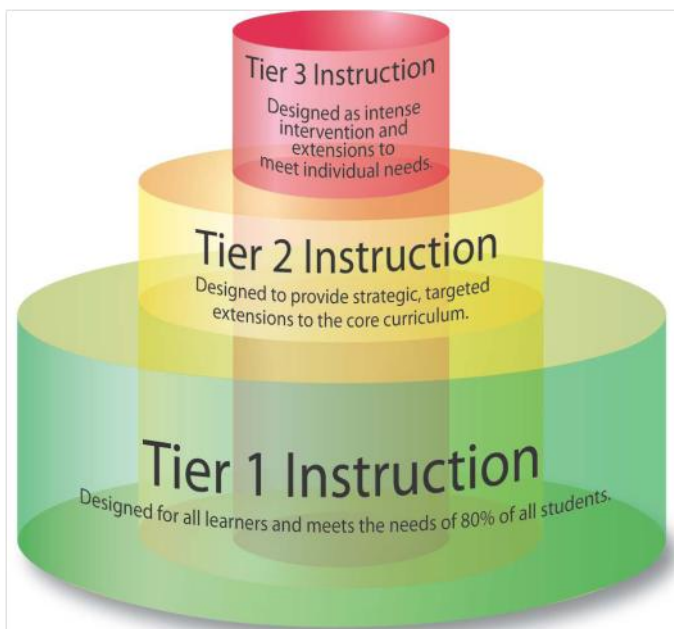 Tier 3 Instruction
Designed as intense
intervention and
extensions to
meet individual needs.
Tier 2 Instruction
Designed to provide strategic, targeted
extensions to the core curriculum.
Tier 1 Instruction
Designed for all learners and meets the needs of 80% of all students.